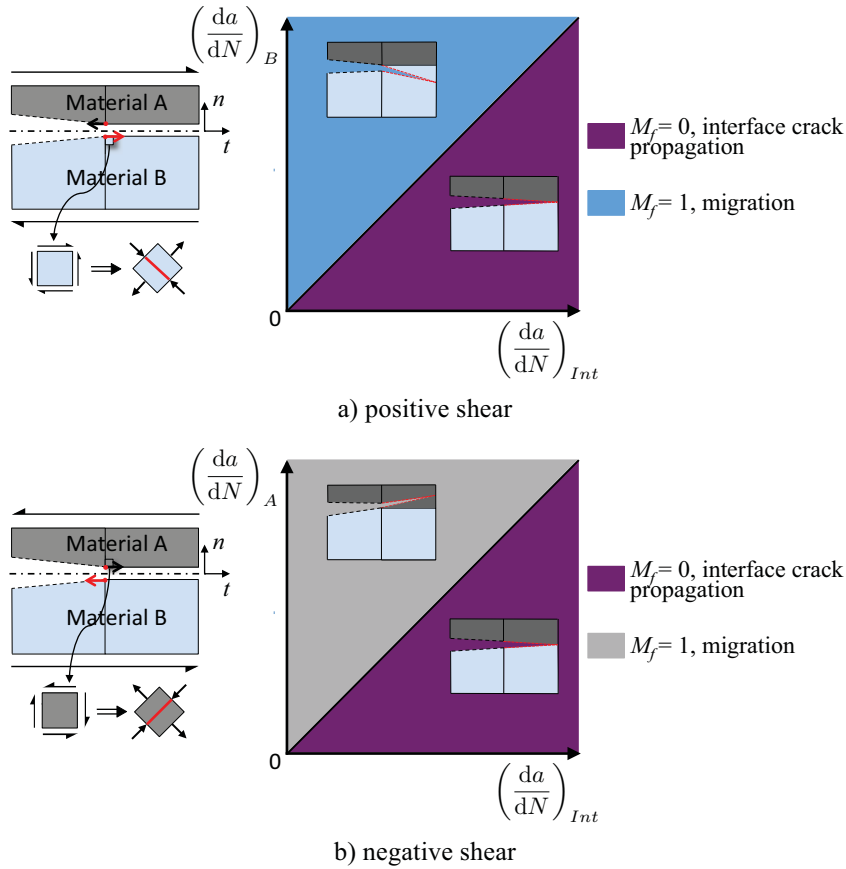 (da/dN)_B
Material A
n
t
Material B
M_f = 0, interface crack
propagation
M_f = 1, migration
0
(da/dN)_Int
a) positive shear
(da/dN)_A
Material A
n
t
Material B
M_f = 0, interface crack
propagation
M_f = 1, migration
0
(da/dN)_Int
b) negative shear